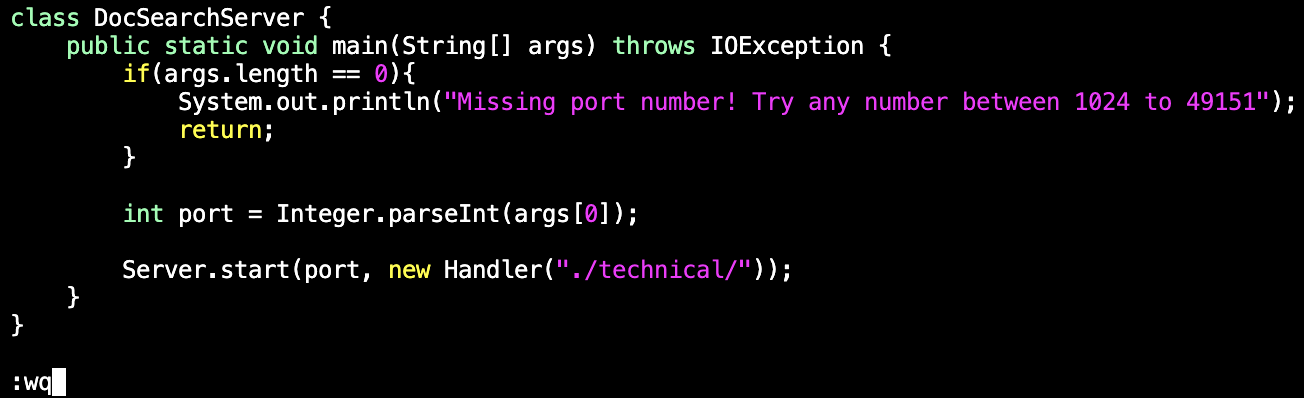 class DocSearchServer {
    public static void main(String[] args) throws IOException {
        if(args.length == 0){
            System.out.println("Missing port number! Try any number between 1024 to 49151");
            return;
        }

        int port = Integer.parseInt(args[0]);

        Server.start(port, new Handler("./technical/"));
    }
}

:wq